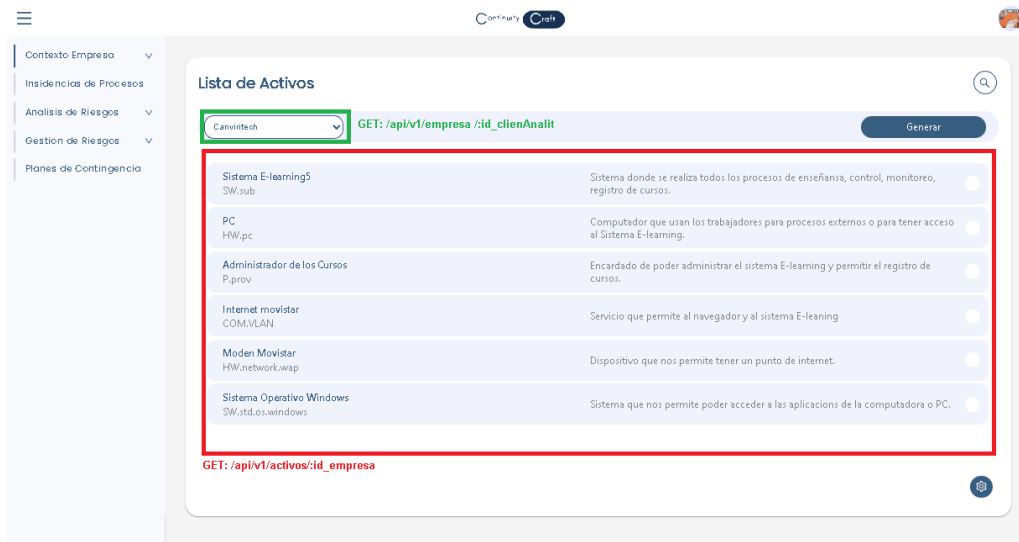 Continuity Craft
Contexto Empresa
Insidencias de Procesos
Analisis de Riesgos
Gestion de Riesgos
Planes de Contingencia
Lista de Activos
Canviritech
GET: /api/v1/empresa /:id_clienAnalit
Generar
Sistema E-learning5
SW.sub
Sistema donde se realiza todos los procesos de enseñansa, control, monitoreo,
registro de cursos.
PC
HW.pc
Computador que usan los trabajadores para procesos externos o para tener acceso
al Sistema E-learning.
Administrador de los Cursos
P.prov
Encardado de poder administrar el sistema E-learning y permitir el registro de
cursos.
Internet movistar
COM.VLAN
Servicio que permite al navegador y al sistema E-leaning
Moden Movistar
HW.network.wap
Dispositivo que nos permite tener un punto de internet.
Sistema Operativo Windows
SW.std.os.windows
Sistema que nos permite poder acceder a las aplicacions de la computadora o PC.
GET: /api/v1/activos/:id_empresa